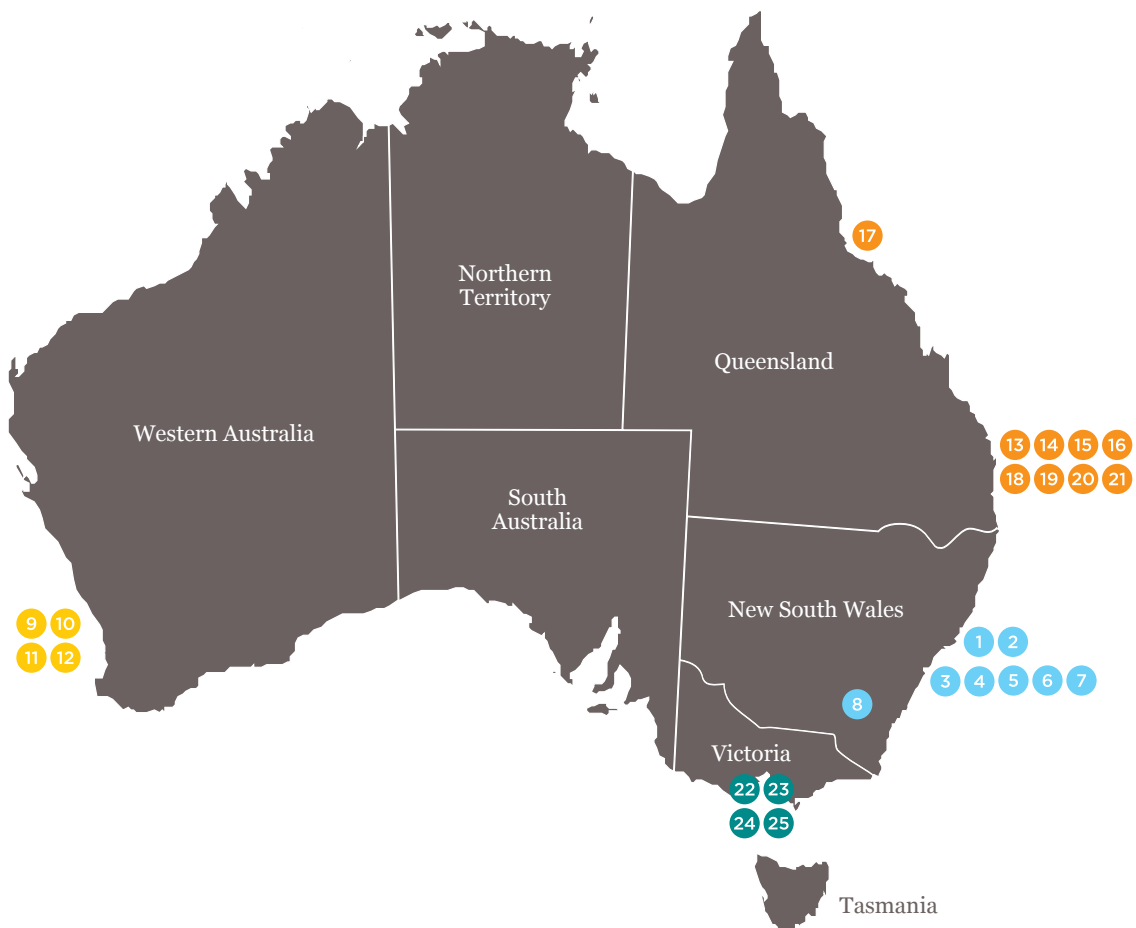 17
Northern
Territory
Queensland
Western Australia
13 14 15 16
South
Australia
18 19 20 21
New South Wales
9 10
11 12
1 2
3 4 5 6 7
8
Victoria
22 23
24 25
Tasmania